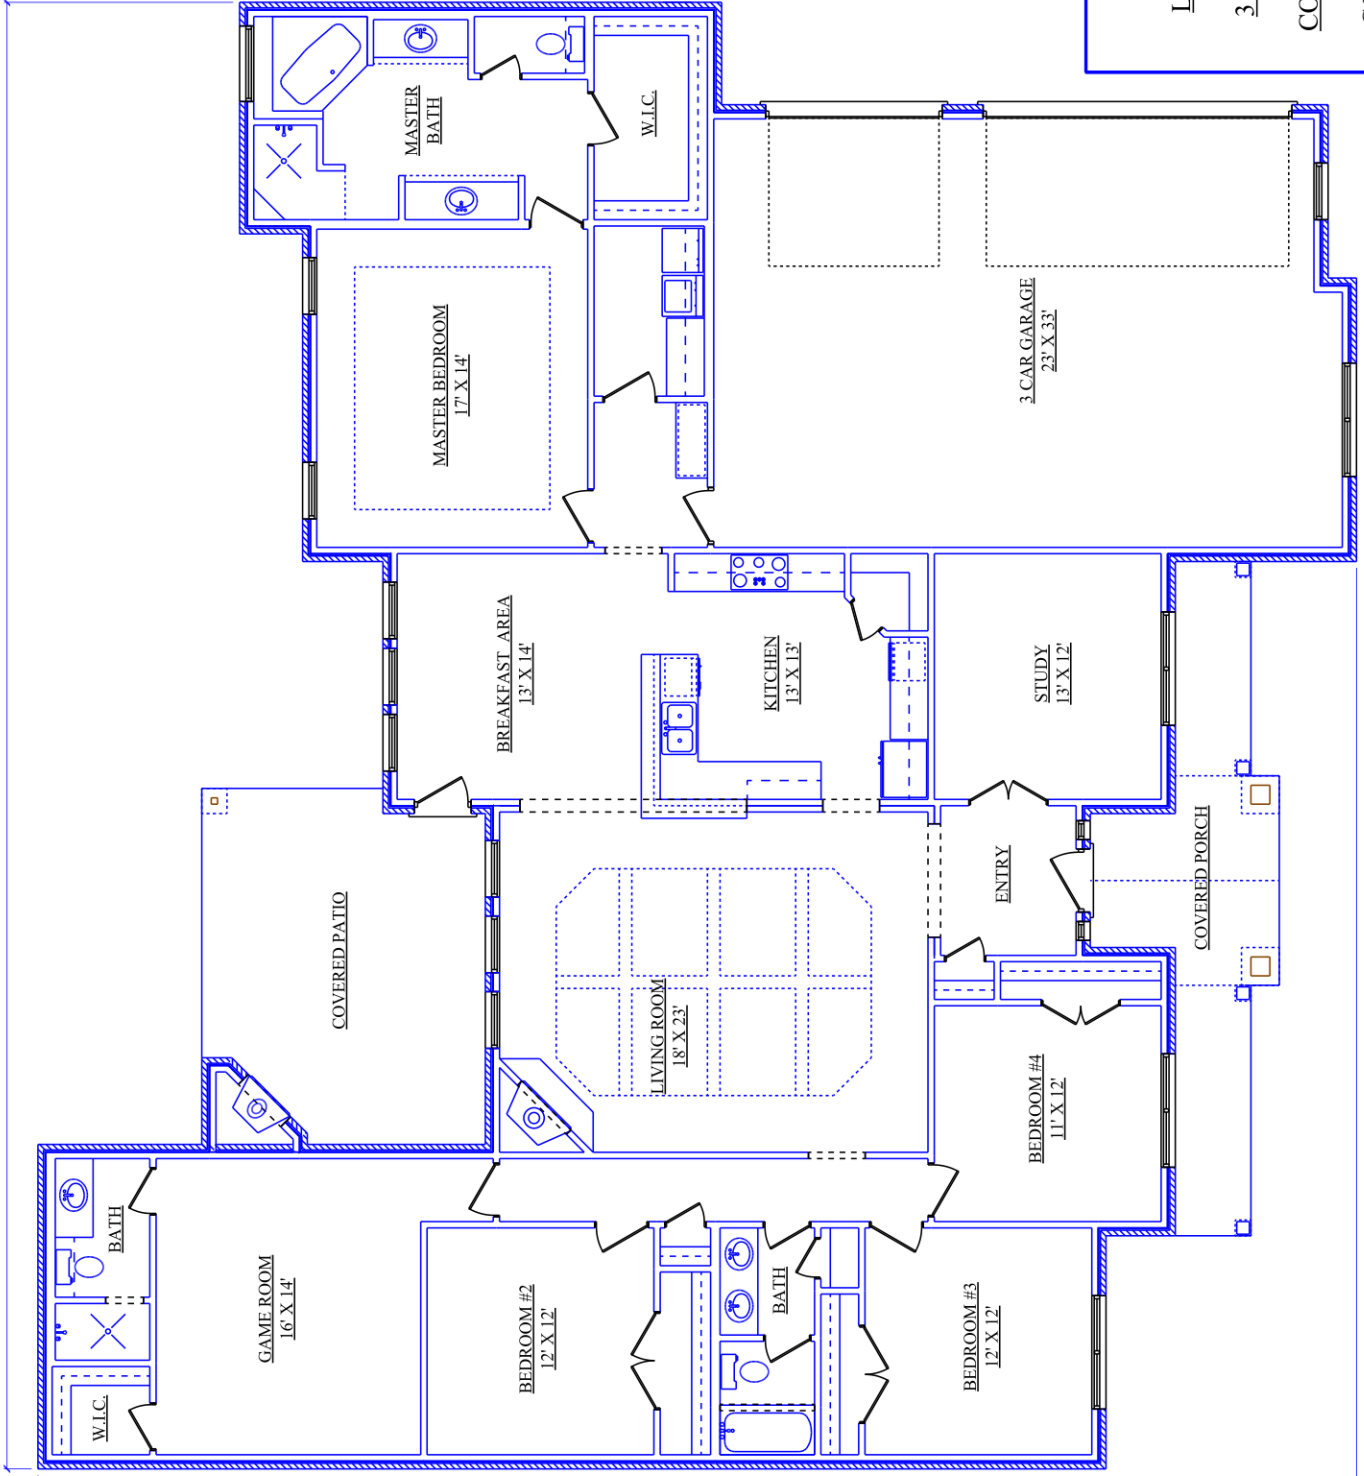 MASTER
BATH
W.I.C.
MASTER BEDROOM
17' X 14'
3 CAR GARAGE
23' X 33'
BREAKFAST AREA
13' X 14'
KITCHEN
13' X 13'
STUDY
13' X 12'
COVERED PATIO
LIVING ROOM
18' X 23'
ENTRY
COVERED PORCH
BEDROOM #4
11' X 12'
BATH
GAME ROOM
16' X 14'
W.I.C.
BEDROOM #2
12' X 12'
BATH
BEDROOM #3
12' X 12'
L
3
CO